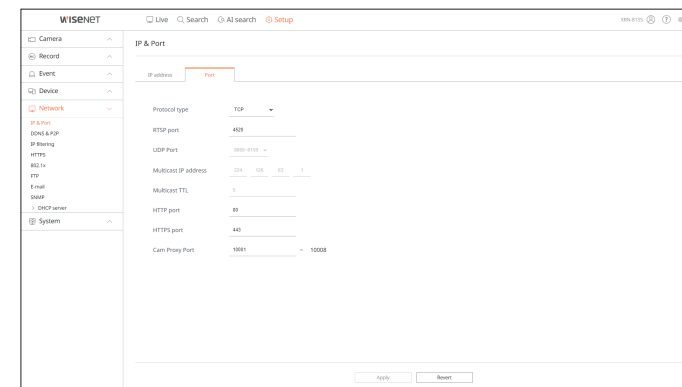 WISENET
Live Search AI search Setup
Camera
Record
Event
Device
Network
IP & Port
DDNS & P2P
IP filtering
HTTPS
802.1x
FTP
E-mail
SNMP
> DHCP server
System
IP & Port
IP address Port
Protocol type TCP
RTSP port 4520
UDP Port
Multicast IP address
Multicast TTL 5
HTTP port 80
HTTPS port 443
Cam Proxy Port 10001 ~ 10008
Apply Revert